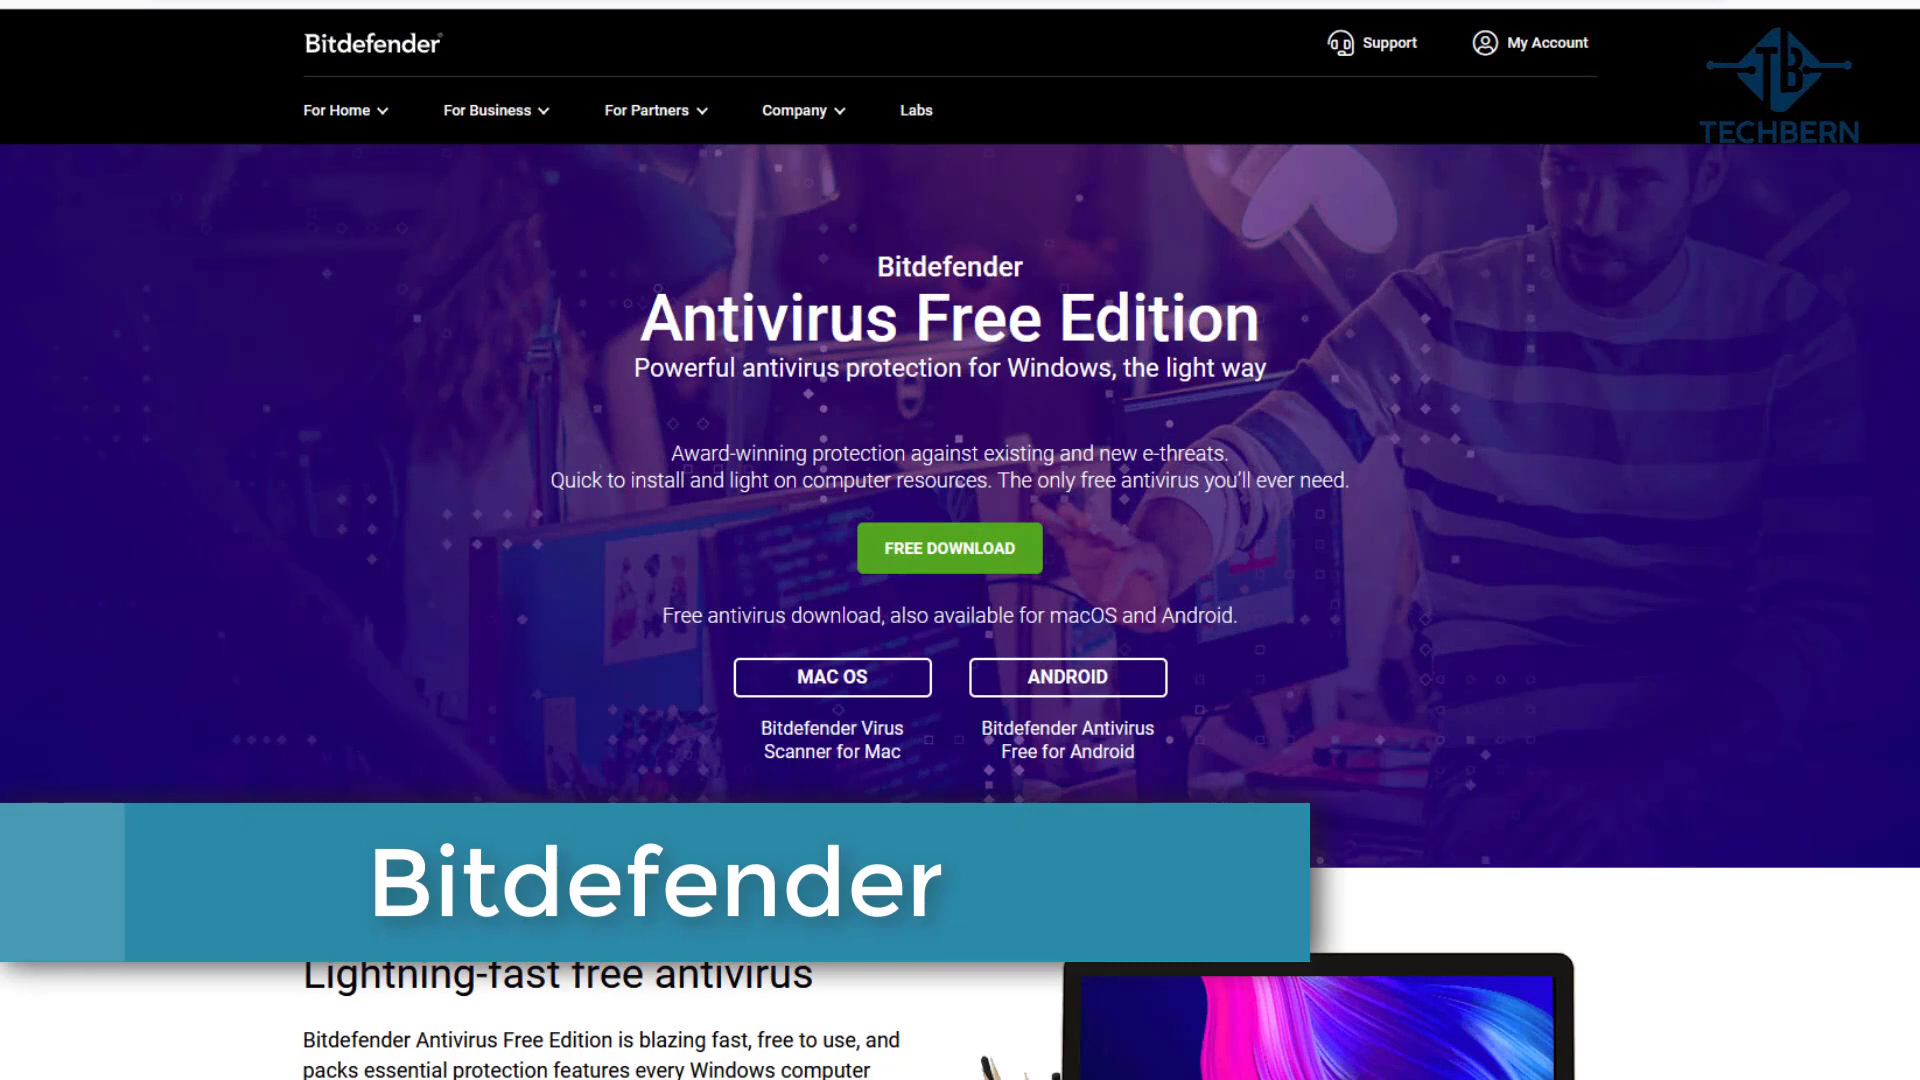 Bitdefender
Support
My Account
For Home
For Business
For Partners
Company
Labs
TB
TECHBERN
Bitdefender
Antivirus Free Edition
Powerful antivirus protection for Windows, the light way
Award-winning protection against existing and new e-threats.
Quick to install and light on computer resources. The only free antivirus you'll ever need.
FREE DOWNLOAD
Free antivirus download, also available for macOS and Android.
MAC OS
ANDROID
Bitdefender Virus
Scanner for Mac
Bitdefender Antivirus
Free for Android
Bitdefender
Lightning-fast free antivirus
Bitdefender Antivirus Free Edition is blazing fast, free to use, and
packs essential protection features every Windows computer